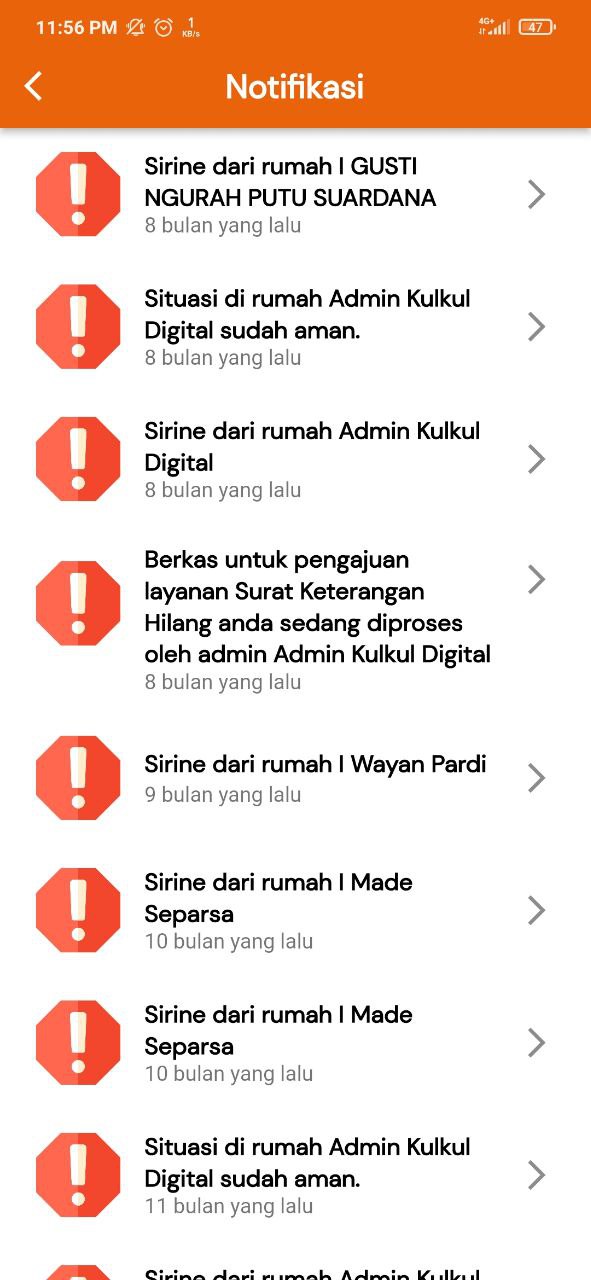 11:56 PM 1 KB/s 4G+ 47
Notifikasi
Sirine dari rumah I GUSTI
NGURAH PUTU SUARDANA
8 bulan yang lalu
Situasi di rumah Admin Kulkul
Digital sudah aman.
8 bulan yang lalu
Sirine dari rumah Admin Kulkul
Digital
8 bulan yang lalu
Berkas untuk pengajuan
layanan Surat Keterangan
Hilang anda sedang diproses
oleh admin Admin Kulkul Digital
8 bulan yang lalu
Sirine dari rumah I Wayan Pardi
9 bulan yang lalu
Sirine dari rumah I Made
Separsa
10 bulan yang lalu
Sirine dari rumah I Made
Separsa
10 bulan yang lalu
Situasi di rumah Admin Kulkul
Digital sudah aman.
11 bulan yang lalu
Sirine dari rumah Admin Kulkul